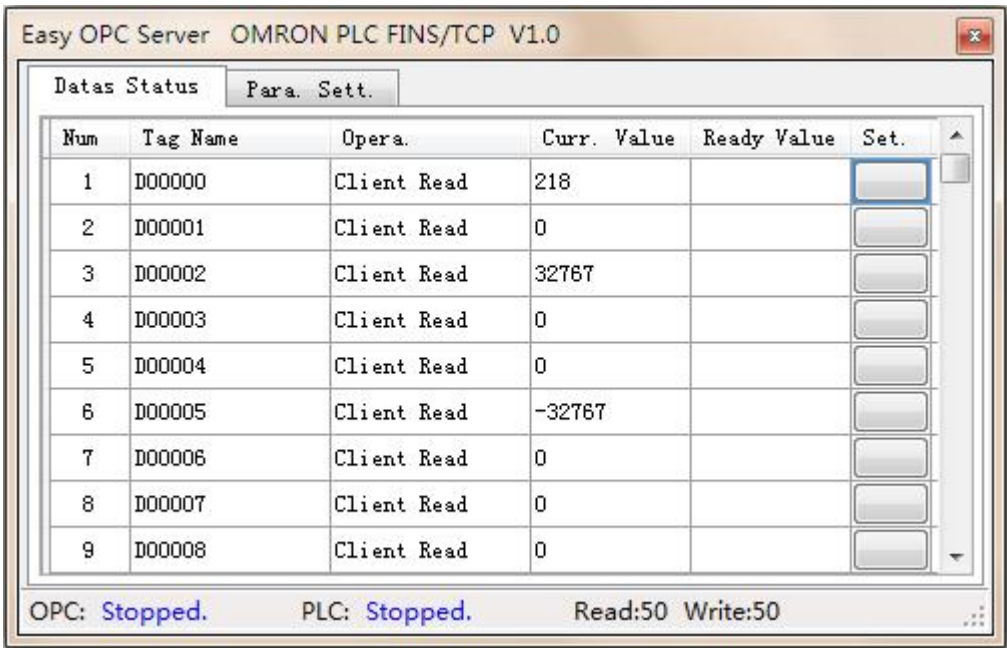 Easy OPC Server OMRON PLC FINS/TCP V1.0
Datas Status Para. Sett.
Num Tag Name Opera. Curr. Value Ready Value Set.
1 D00000 Client Read 218
2 D00001 Client Read 0
3 D00002 Client Read 32767
4 D00003 Client Read 0
5 D00004 Client Read 0
6 D00005 Client Read -32767
7 D00006 Client Read 0
8 D00007 Client Read 0
9 D00008 Client Read 0
OPC: Stopped. PLC: Stopped. Read:50 Write:50